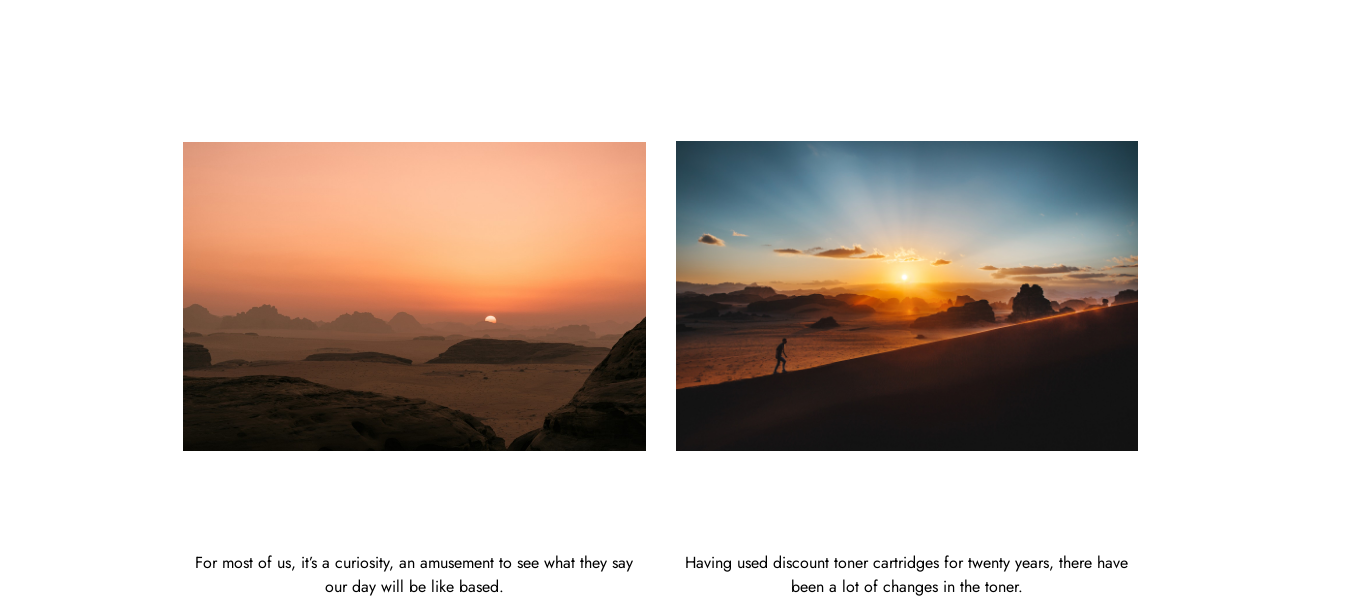 For most of us, it’s a curiosity, an amusement to see what they say
our day will be like based.
Having used discount toner cartridges for twenty years, there have
been a lot of changes in the toner.